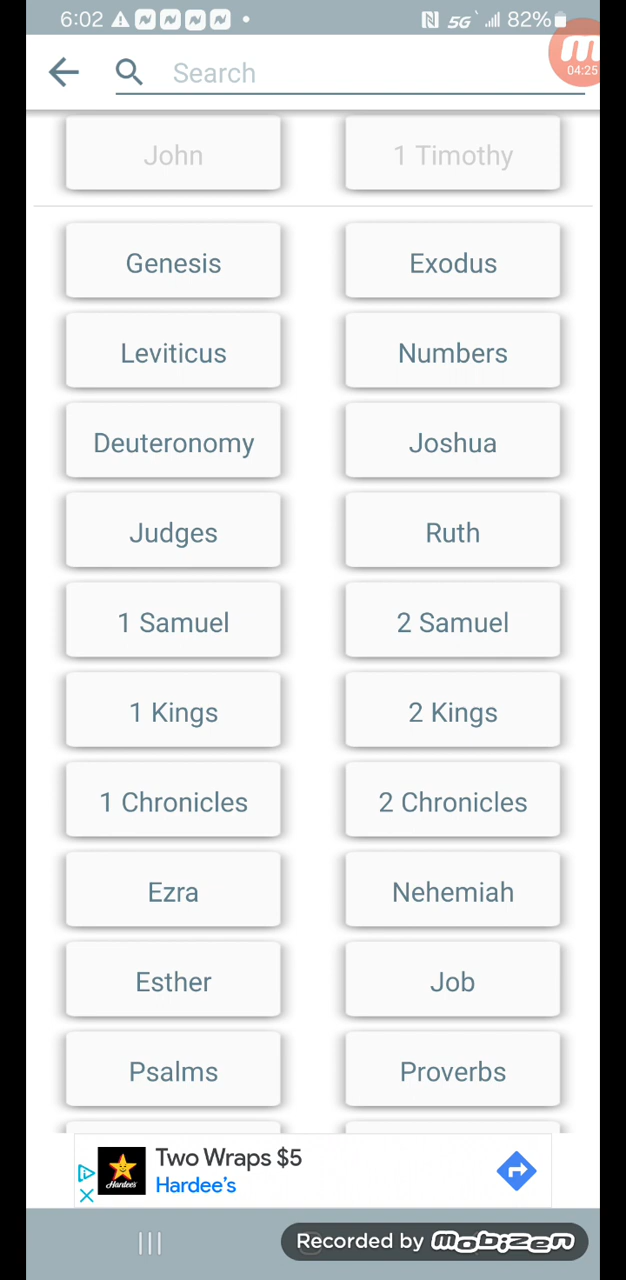 6:02 5G 82%
Search
04:25
John 1 Timothy
Genesis Exodus
Leviticus Numbers
Deuteronomy Joshua
Judges Ruth
1 Samuel 2 Samuel
1 Kings 2 Kings
1 Chronicles 2 Chronicles
Ezra Nehemiah
Esther Job
Psalms Proverbs
Two Wraps $5
Hardee's Hardee's
Recorded by mobizen